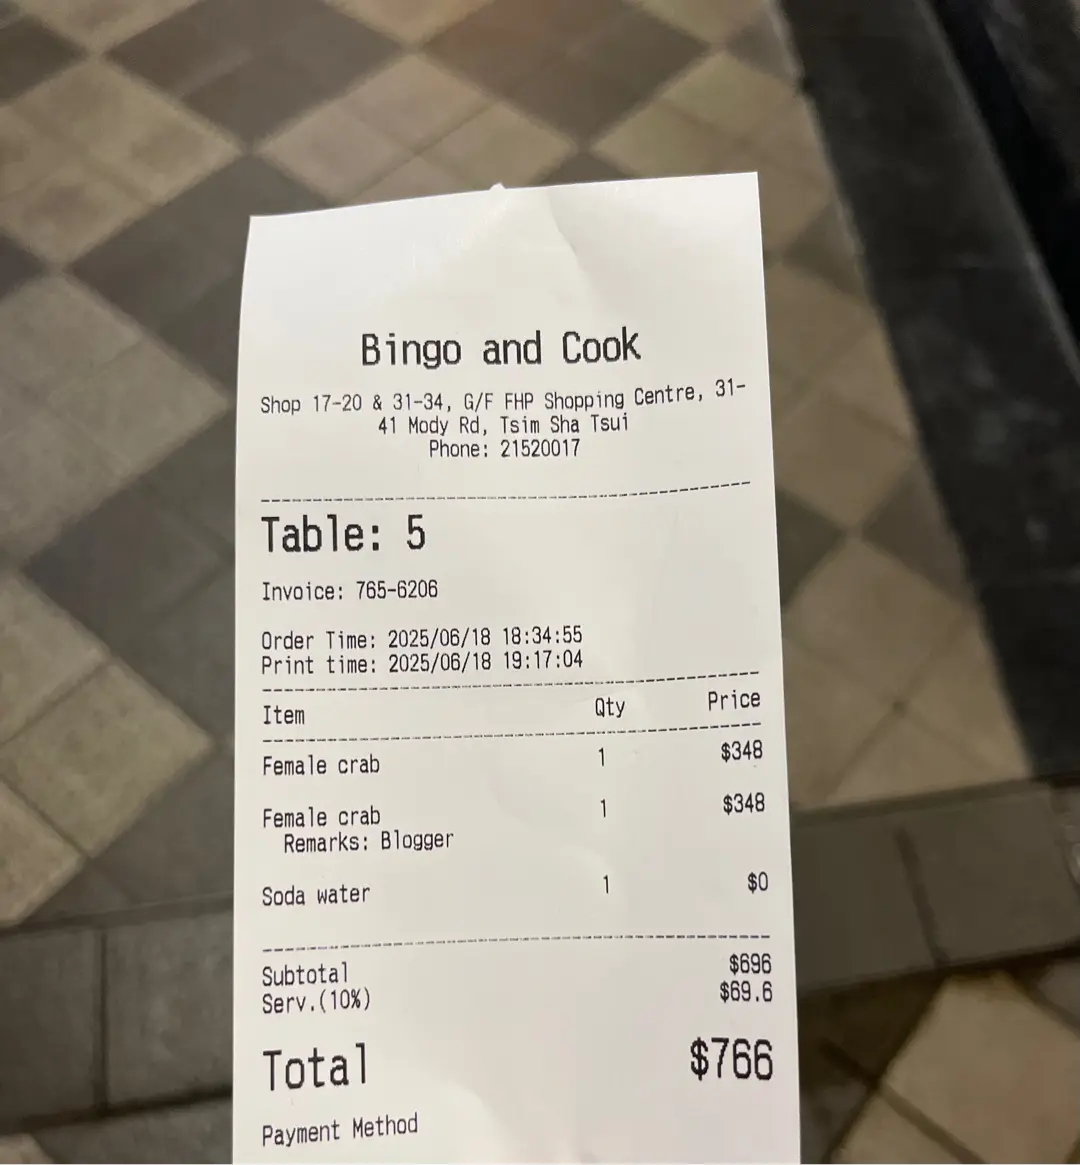 Bingo and Cook
Shop 17-20 & 31-34, G/F FHP Shopping Centre, 31-
41 Mody Rd, Tsim Sha Tsui
Phone: 21520017
Table: 5
Invoice: 765-6206
Order Time: 2025/06/18 18:34:55
Print time: 2025/06/18 19:17:04
Item Qty Price
Female crab 1 $348
Female crab 1 $348
Remarks: Blogger
Soda water 1 $0
Subtotal $696
Serv.(10%) $69.6
Total $766
Payment Method